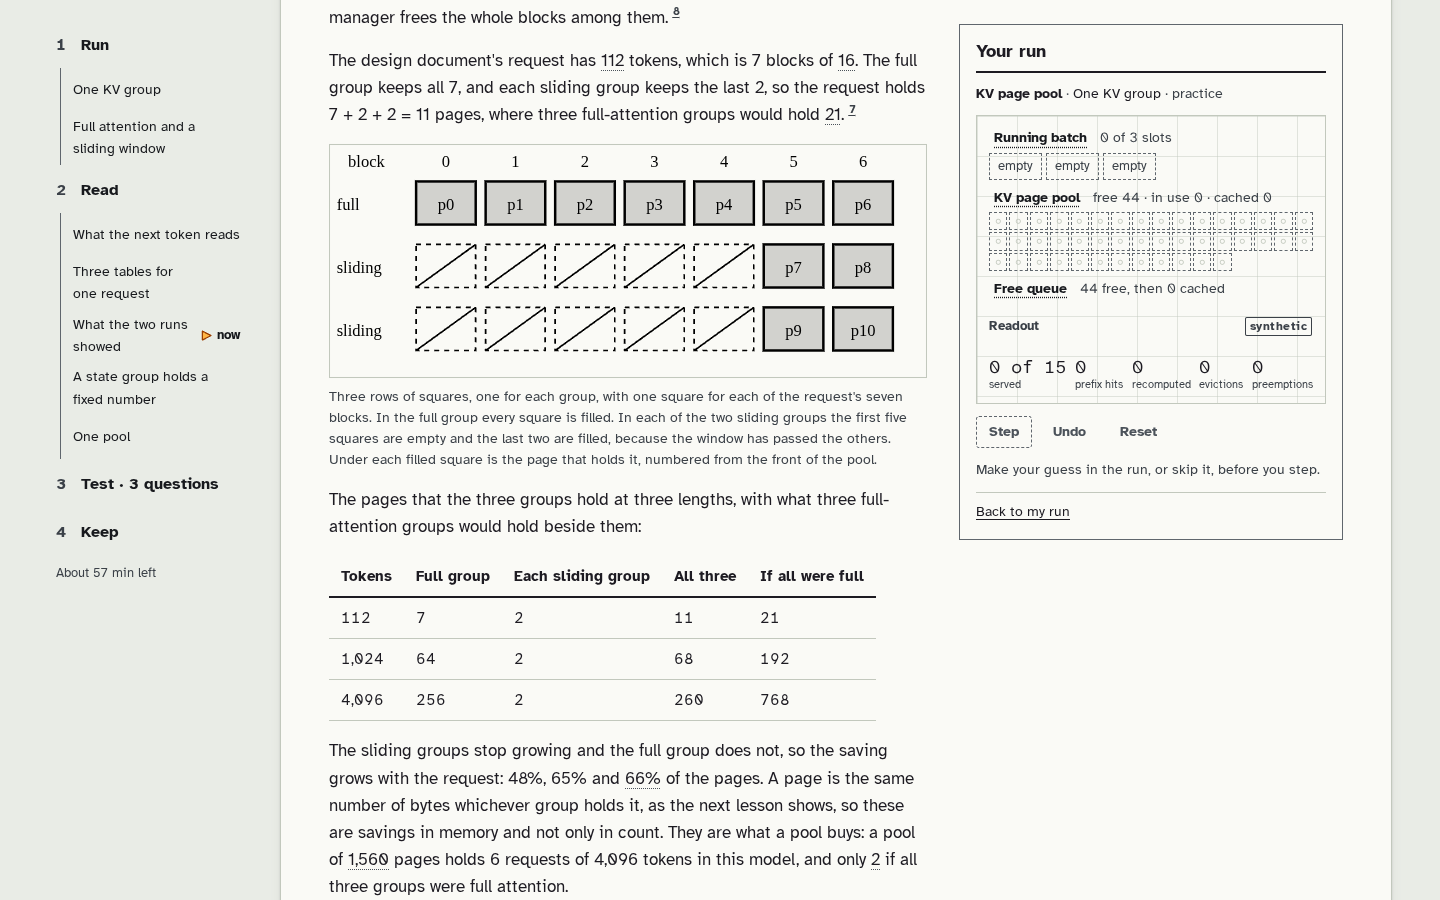 1 Run
One KV group
Full attention and a
sliding window
2 Read
What the next token reads
Three tables for
one request
What the two runs
showed
now
A state group holds a
fixed number
One pool
3 Test · 3 questions
4 Keep
About 57 min left
manager frees the whole blocks among them. 8
The design document's request has 112 tokens, which is 7 blocks of 16. The full
group keeps all 7, and each sliding group keeps the last 2, so the request holds
7 + 2 + 2 = 11 pages, where three full-attention groups would hold 21. 7
block 0 1 2 3 4 5 6
full p0 p1 p2 p3 p4 p5 p6
sliding p7 p8
sliding p9 p10
Three rows of squares, one for each group, with one square for each of the request's seven
blocks. In the full group every square is filled. In each of the two sliding groups the first five
squares are empty and the last two are filled, because the window has passed the others.
Under each filled square is the page that holds it, numbered from the front of the pool.
The pages that the three groups hold at three lengths, with what three full-
attention groups would hold beside them:
Tokens Full group Each sliding group All three If all were full
112 7 2 11 21
1,024 64 2 68 192
4,096 256 2 260 768
The sliding groups stop growing and the full group does not, so the saving
grows with the request: 48%, 65% and 66% of the pages. A page is the same
number of bytes whichever group holds it, as the next lesson shows, so these
are savings in memory and not only in count. They are what a pool buys: a pool
of 1,560 pages holds 6 requests of 4,096 tokens in this model, and only 2 if all
three groups were full attention.
Your run
KV page pool · One KV group · practice
Running batch 0 of 3 slots
empty empty empty
KV page pool free 44 · in use 0 · cached 0
Free queue 44 free, then 0 cached
Readout synthetic
0 of 15 0 0 0 0
served prefix hits recomputed evictions preemptions
Step Undo Reset
Make your guess in the run, or skip it, before you step.
Back to my run